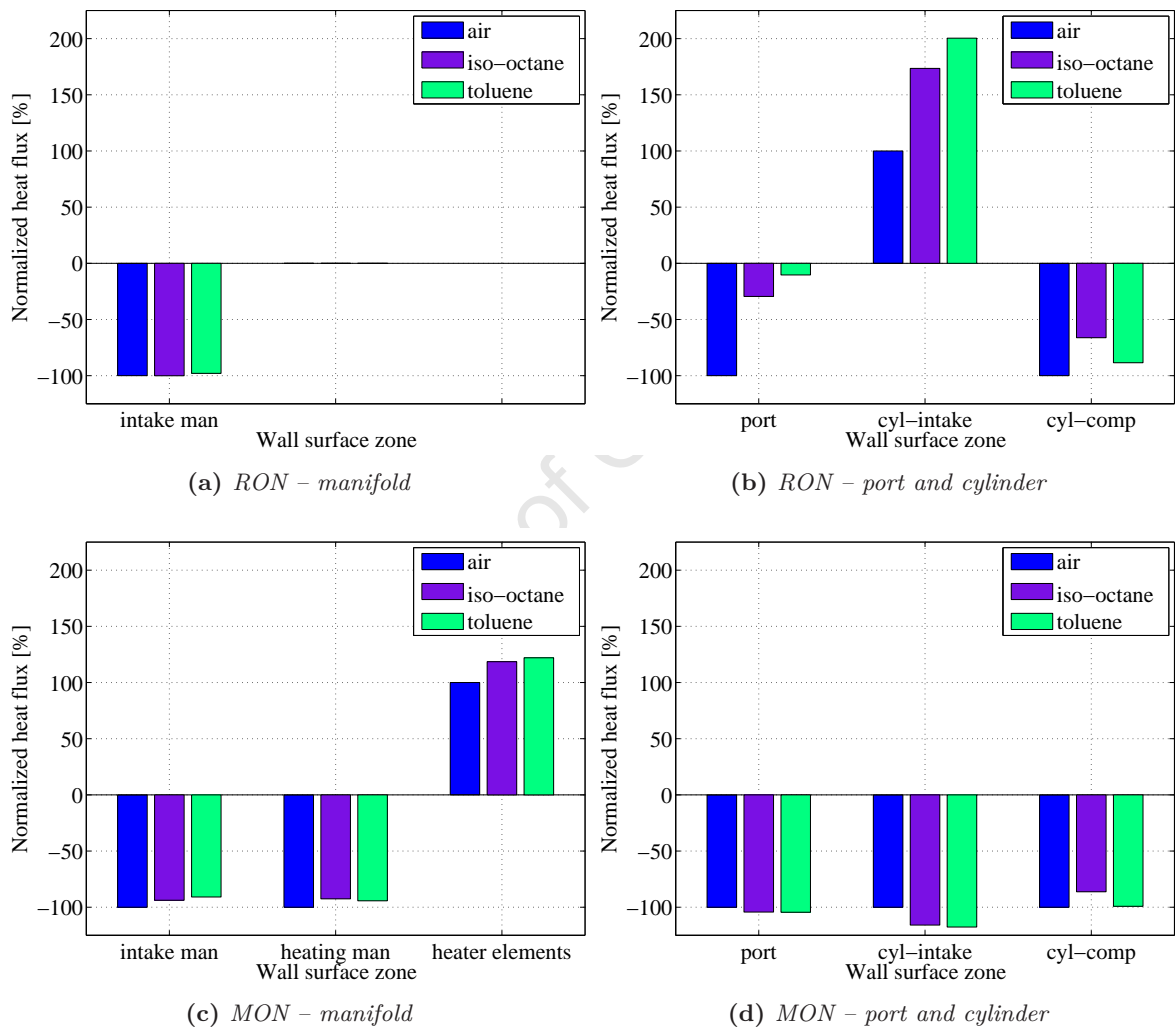 Normalized heat flux [%]
200
150
100
50
0
−50
−100
air
iso−octane
toluene
intake man
Wall surface zone
(a) RON – manifold
Normalized heat flux [%]
200
150
100
50
0
−50
−100
air
iso−octane
toluene
port cyl−intake cyl−comp
Wall surface zone
(b) RON – port and cylinder
of C
Normalized heat flux [%]
200
150
100
50
0
−50
−100
air
iso−octane
toluene
intake man heating man heater elements
Wall surface zone
(c) MON – manifold
Normalized heat flux [%]
200
150
100
50
0
−50
−100
air
iso−octane
toluene
port cyl−intake cyl−comp
Wall surface zone
(d) MON – port and cylinder